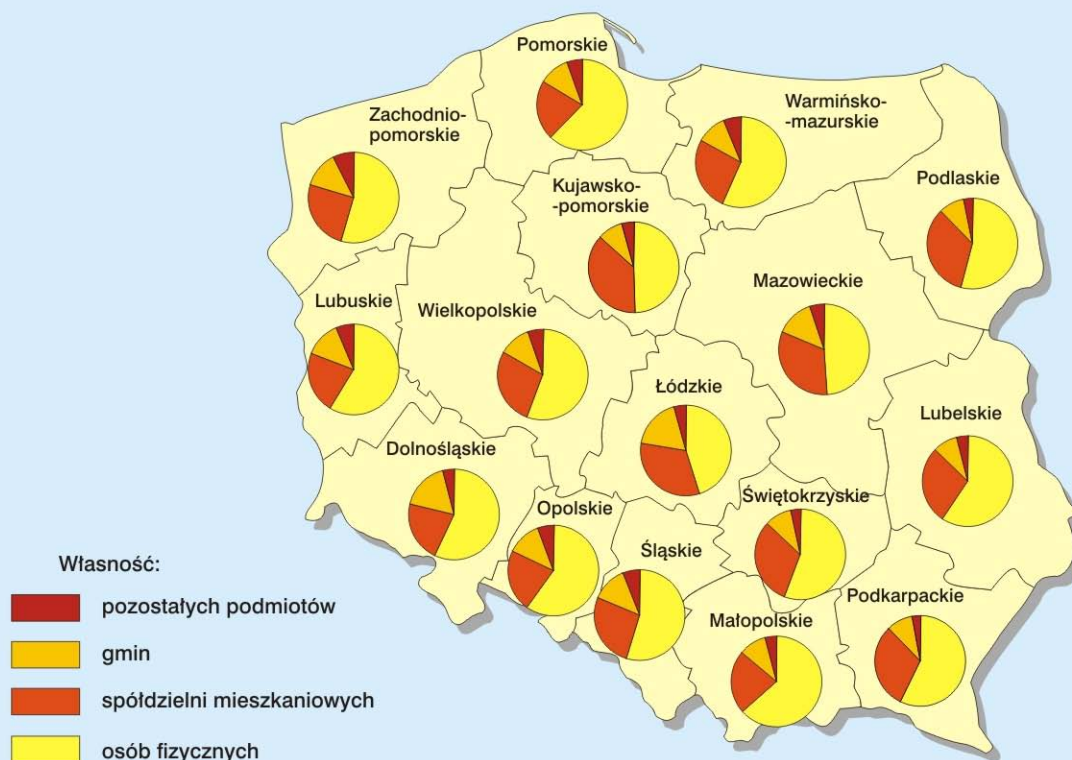 Pomorskie
Zachodnio-
pomorskie
Warmińsko-
-mazurskie
Kujawsko-
-pomorskie
Podlaskie
Mazowieckie
Lubuskie
Wielkopolskie
Łódzkie
Lubelskie
Dolnośląskie
Świętokrzyskie
Opolskie
Śląskie
Podkarpackie
Małopolskie
Własność:
pozostałych podmiotów
gmin
spółdzielni mieszkaniowych
osób fizycznych